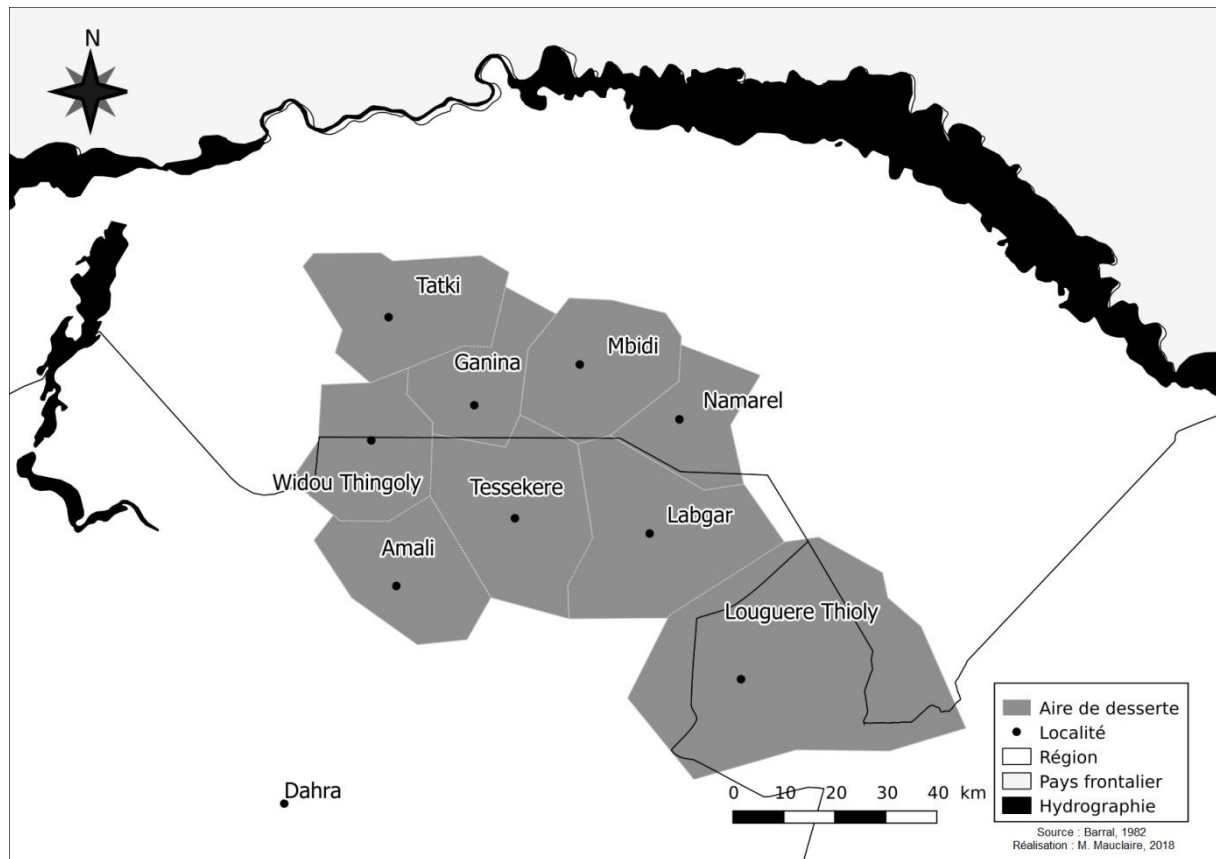 N
Tatki
Ganina
Mbidi
Namarel
Widou Thingoly
Tessekere
Labgar
Amali
Louguere Thioly
Dahra
0 10 20 30 40 km
Aire de desserte
Localité
Région
Pays frontalier
Hydrographie
Source : Barral, 1982
Réalisation : M. Mauclaire, 2018